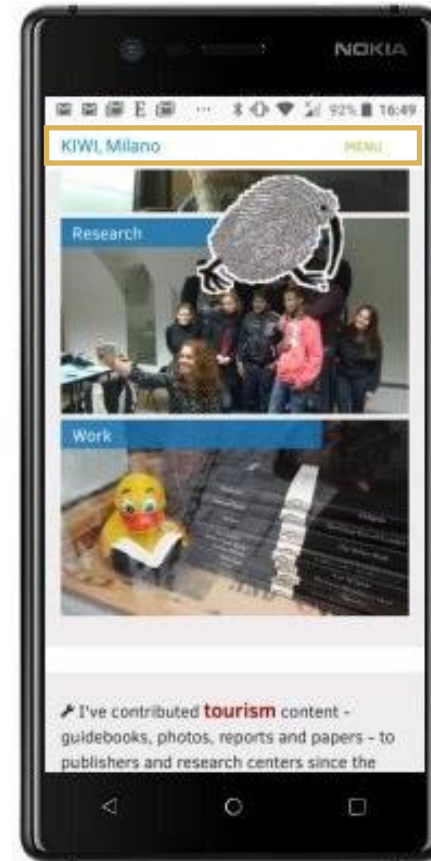 NOKIA
E ... 92% 16:49
KIWI, Milano MENU
Research
Work
I've contributed tourism content -
guidebooks, photos, reports and papers - to
publishers and research centers since the